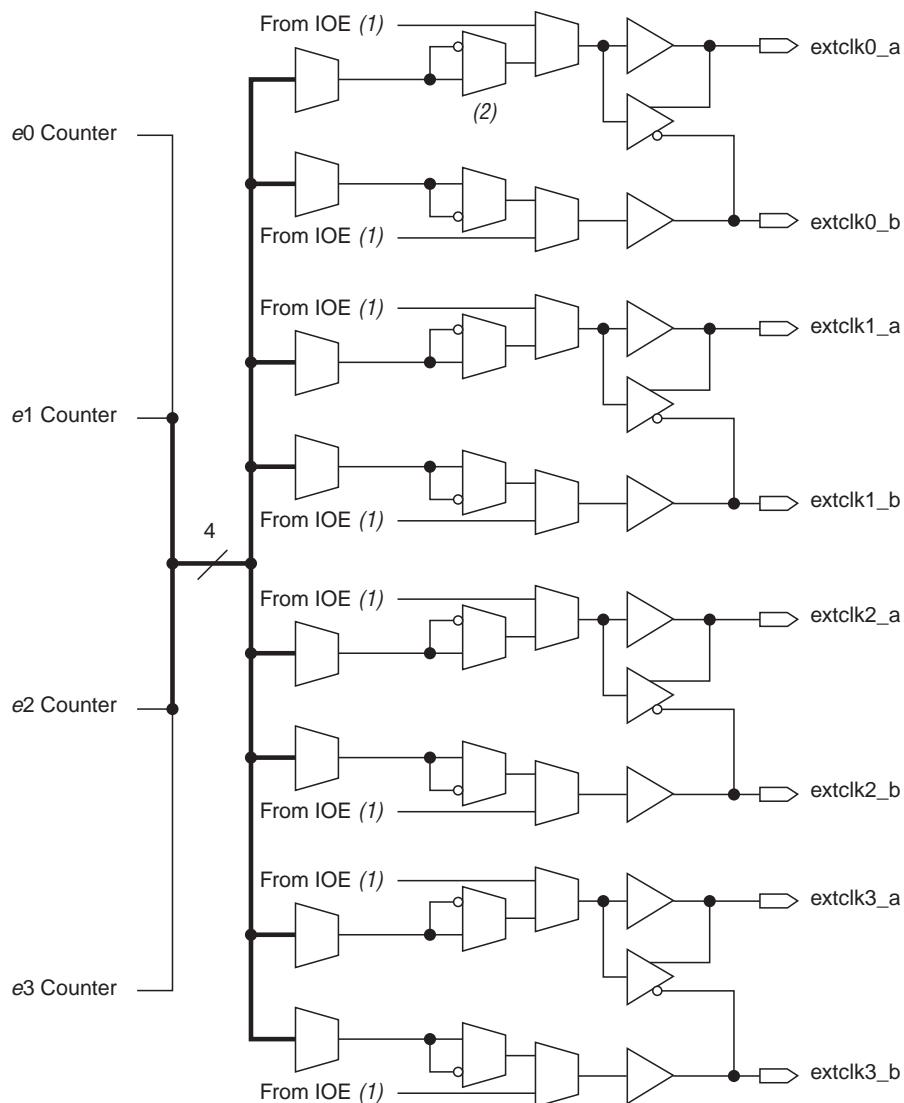 From IOE (1)
extclk0_a
(2)
e0 Counter
extclk0_b
From IOE (1)
From IOE (1)
extclk1_a
e1 Counter
extclk1_b
From IOE (1)
4
From IOE (1)
extclk2_a
e2 Counter
extclk2_b
From IOE (1)
From IOE (1)
extclk3_a
e3 Counter
extclk3_b
From IOE (1)